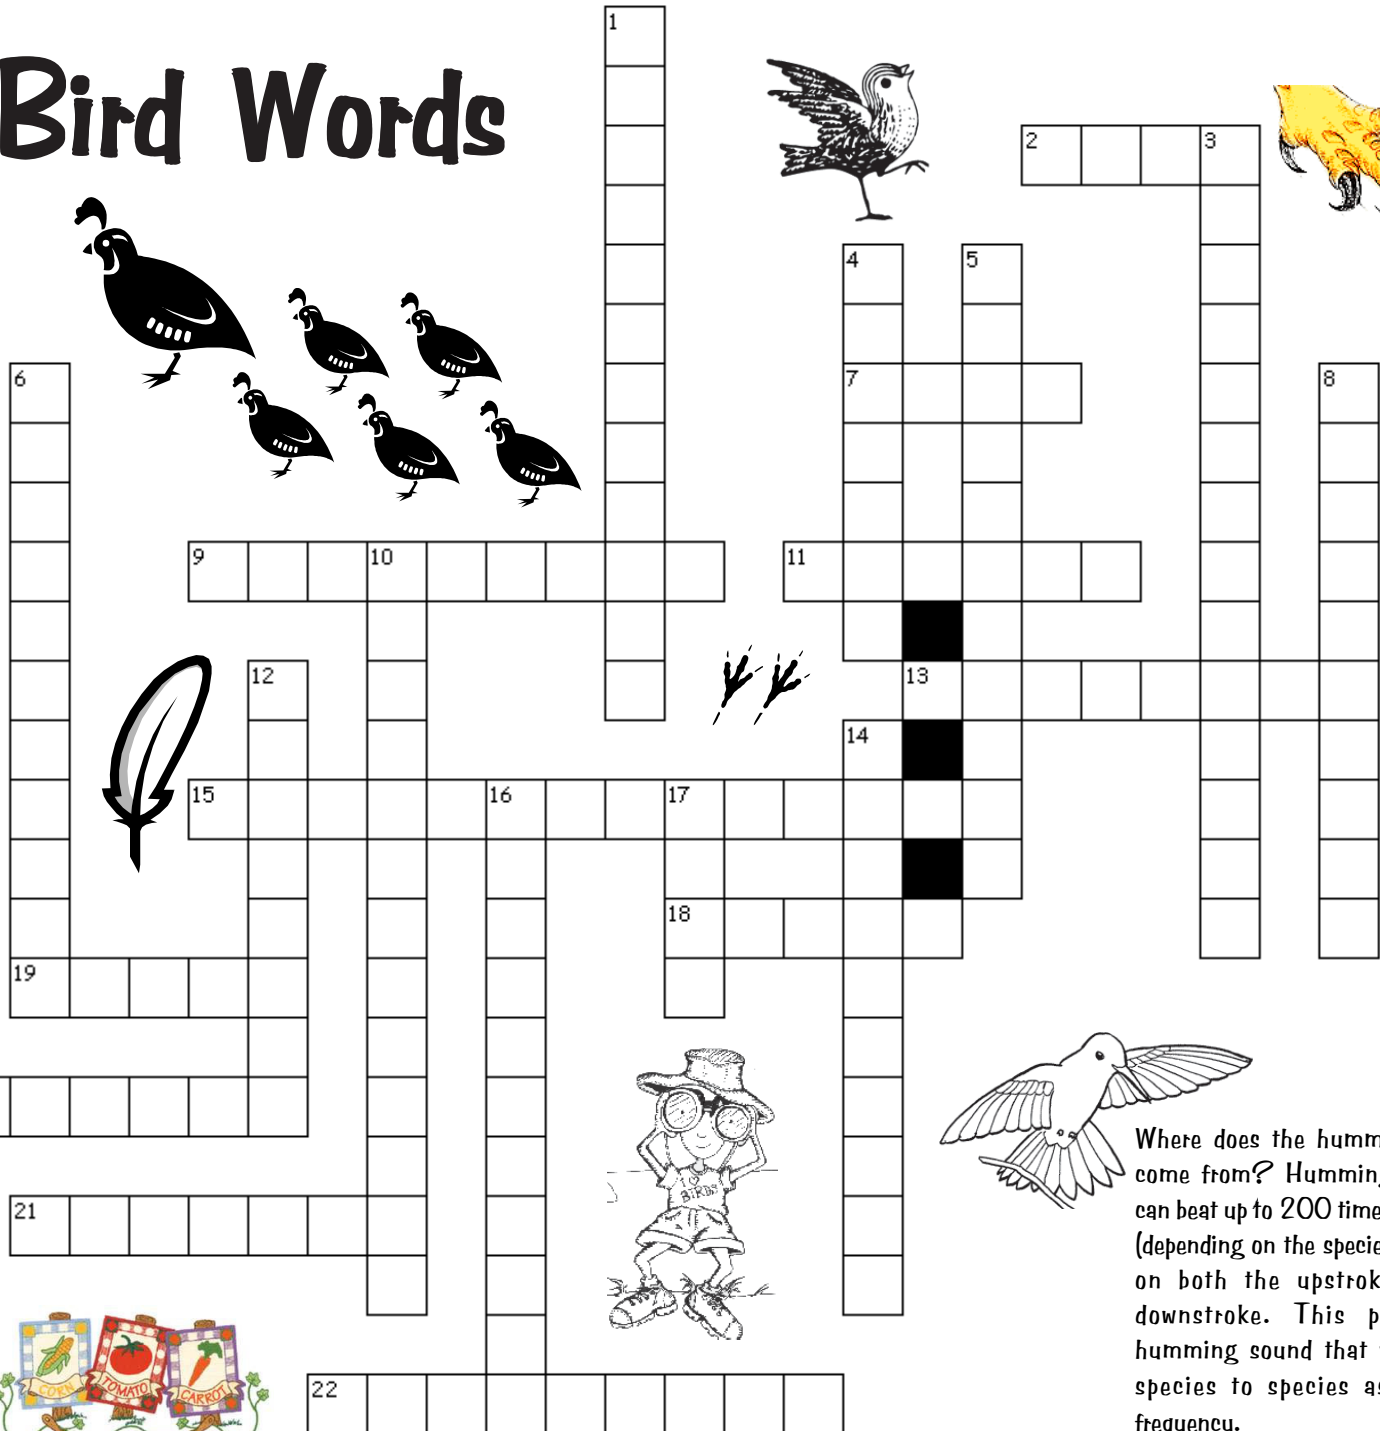 Bird Words
1
2 3
4 5
6 7 8
9 10 11
12 13
14
15 16 17
18
19
21
22
BIRDS
CORN TOMATO CARROT
Where does the humm
come from? Humming
can beat up to 200 time
(depending on the specie
on both the upstrok
downstroke. This p
humming sound that
species to species as
frequency.